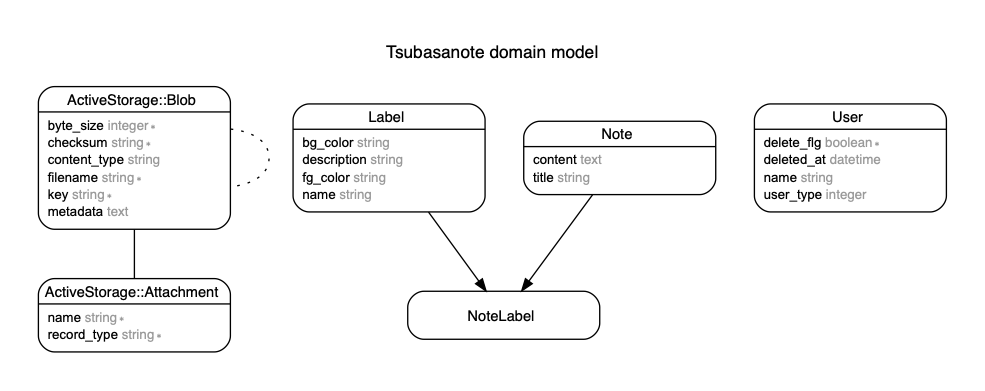 Tsubasanote domain model
ActiveStorage::Blob
byte_size integer *
checksum string *
content_type string
filename string *
key string *
metadata text
ActiveStorage::Attachment
name string *
record_type string *
Label
bg_color string
description string
fg_color string
name string
Note
content text
title string
NoteLabel
User
delete_flg boolean *
deleted_at datetime
name string
user_type integer